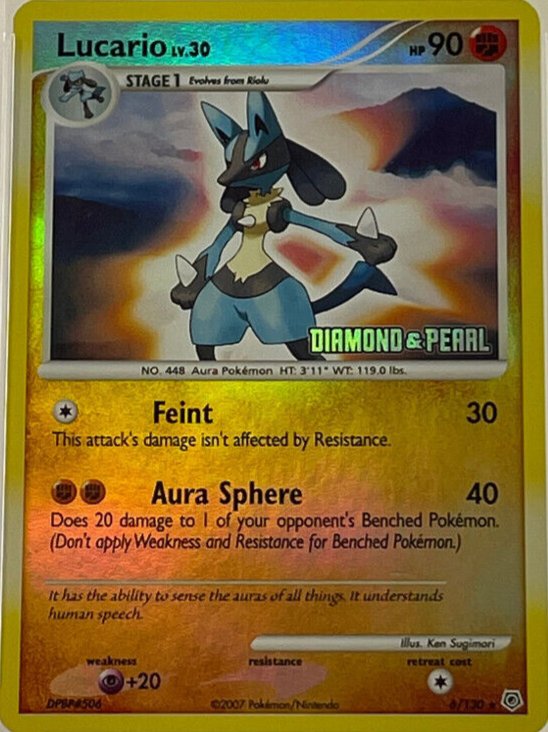 Lucario LV.30 HP 90
STAGE 1 Evolves from Riolu
DIAMOND & PEARL
NO. 448 Aura Pokémon HT: 3'11" WT: 119.0 lbs.
Feint 30
This attack's damage isn't affected by Resistance.
Aura Sphere 40
Does 20 damage to 1 of your opponent's Benched Pokémon.
(Don't apply Weakness and Resistance for Benched Pokémon.)
It has the ability to sense the auras of all things. It understands
human speech.
Illus. Ken Sugimori
weakness resistance retreat cost
+20
DPBP#506 ©2007 Pokémon/Nintendo 6/130 ★